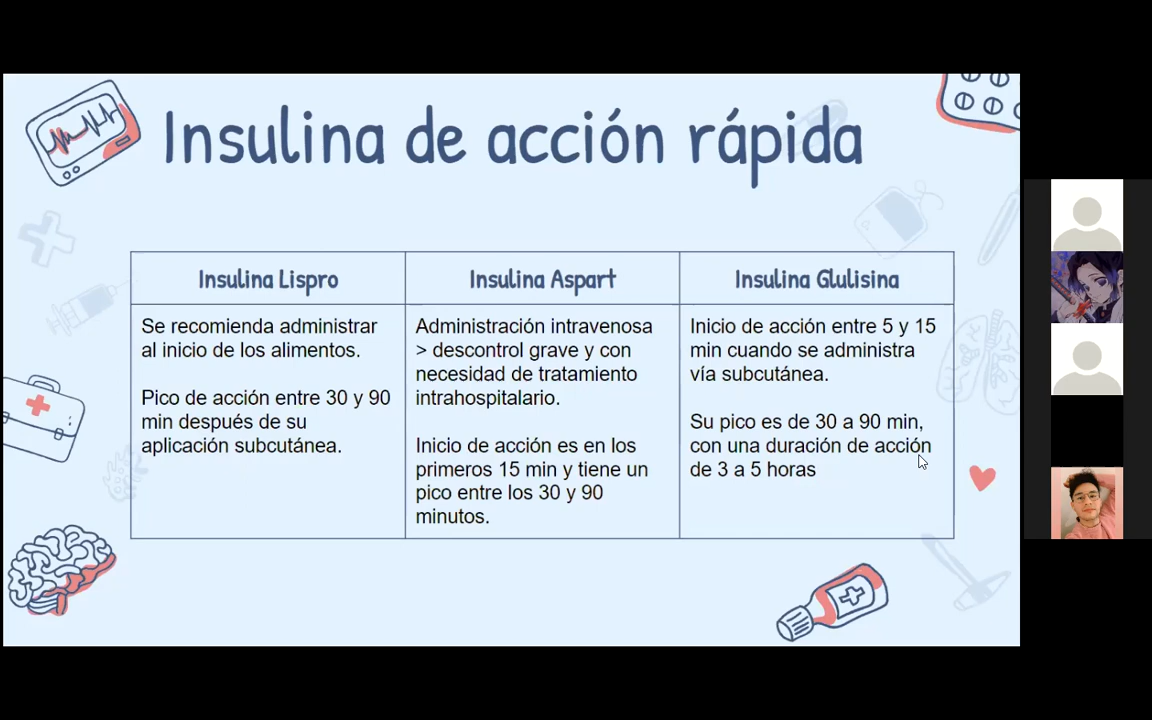 Insulina de acción rápida
Insulina Lispro
Insulina Aspart
Insulina Glulisina
Se recomienda administrar
al inicio de los alimentos.
Pico de acción entre 30 y 90
min después de su
aplicación subcutánea.
Administración intravenosa
> descontrol grave y con
necesidad de tratamiento
intrahospitalario.
Inicio de acción es en los
primeros 15 min y tiene un
pico entre los 30 y 90
minutos.
Inicio de acción entre 5 y 15
min cuando se administra
vía subcutánea.
Su pico es de 30 a 90 min,
con una duración de acción
de 3 a 5 horas